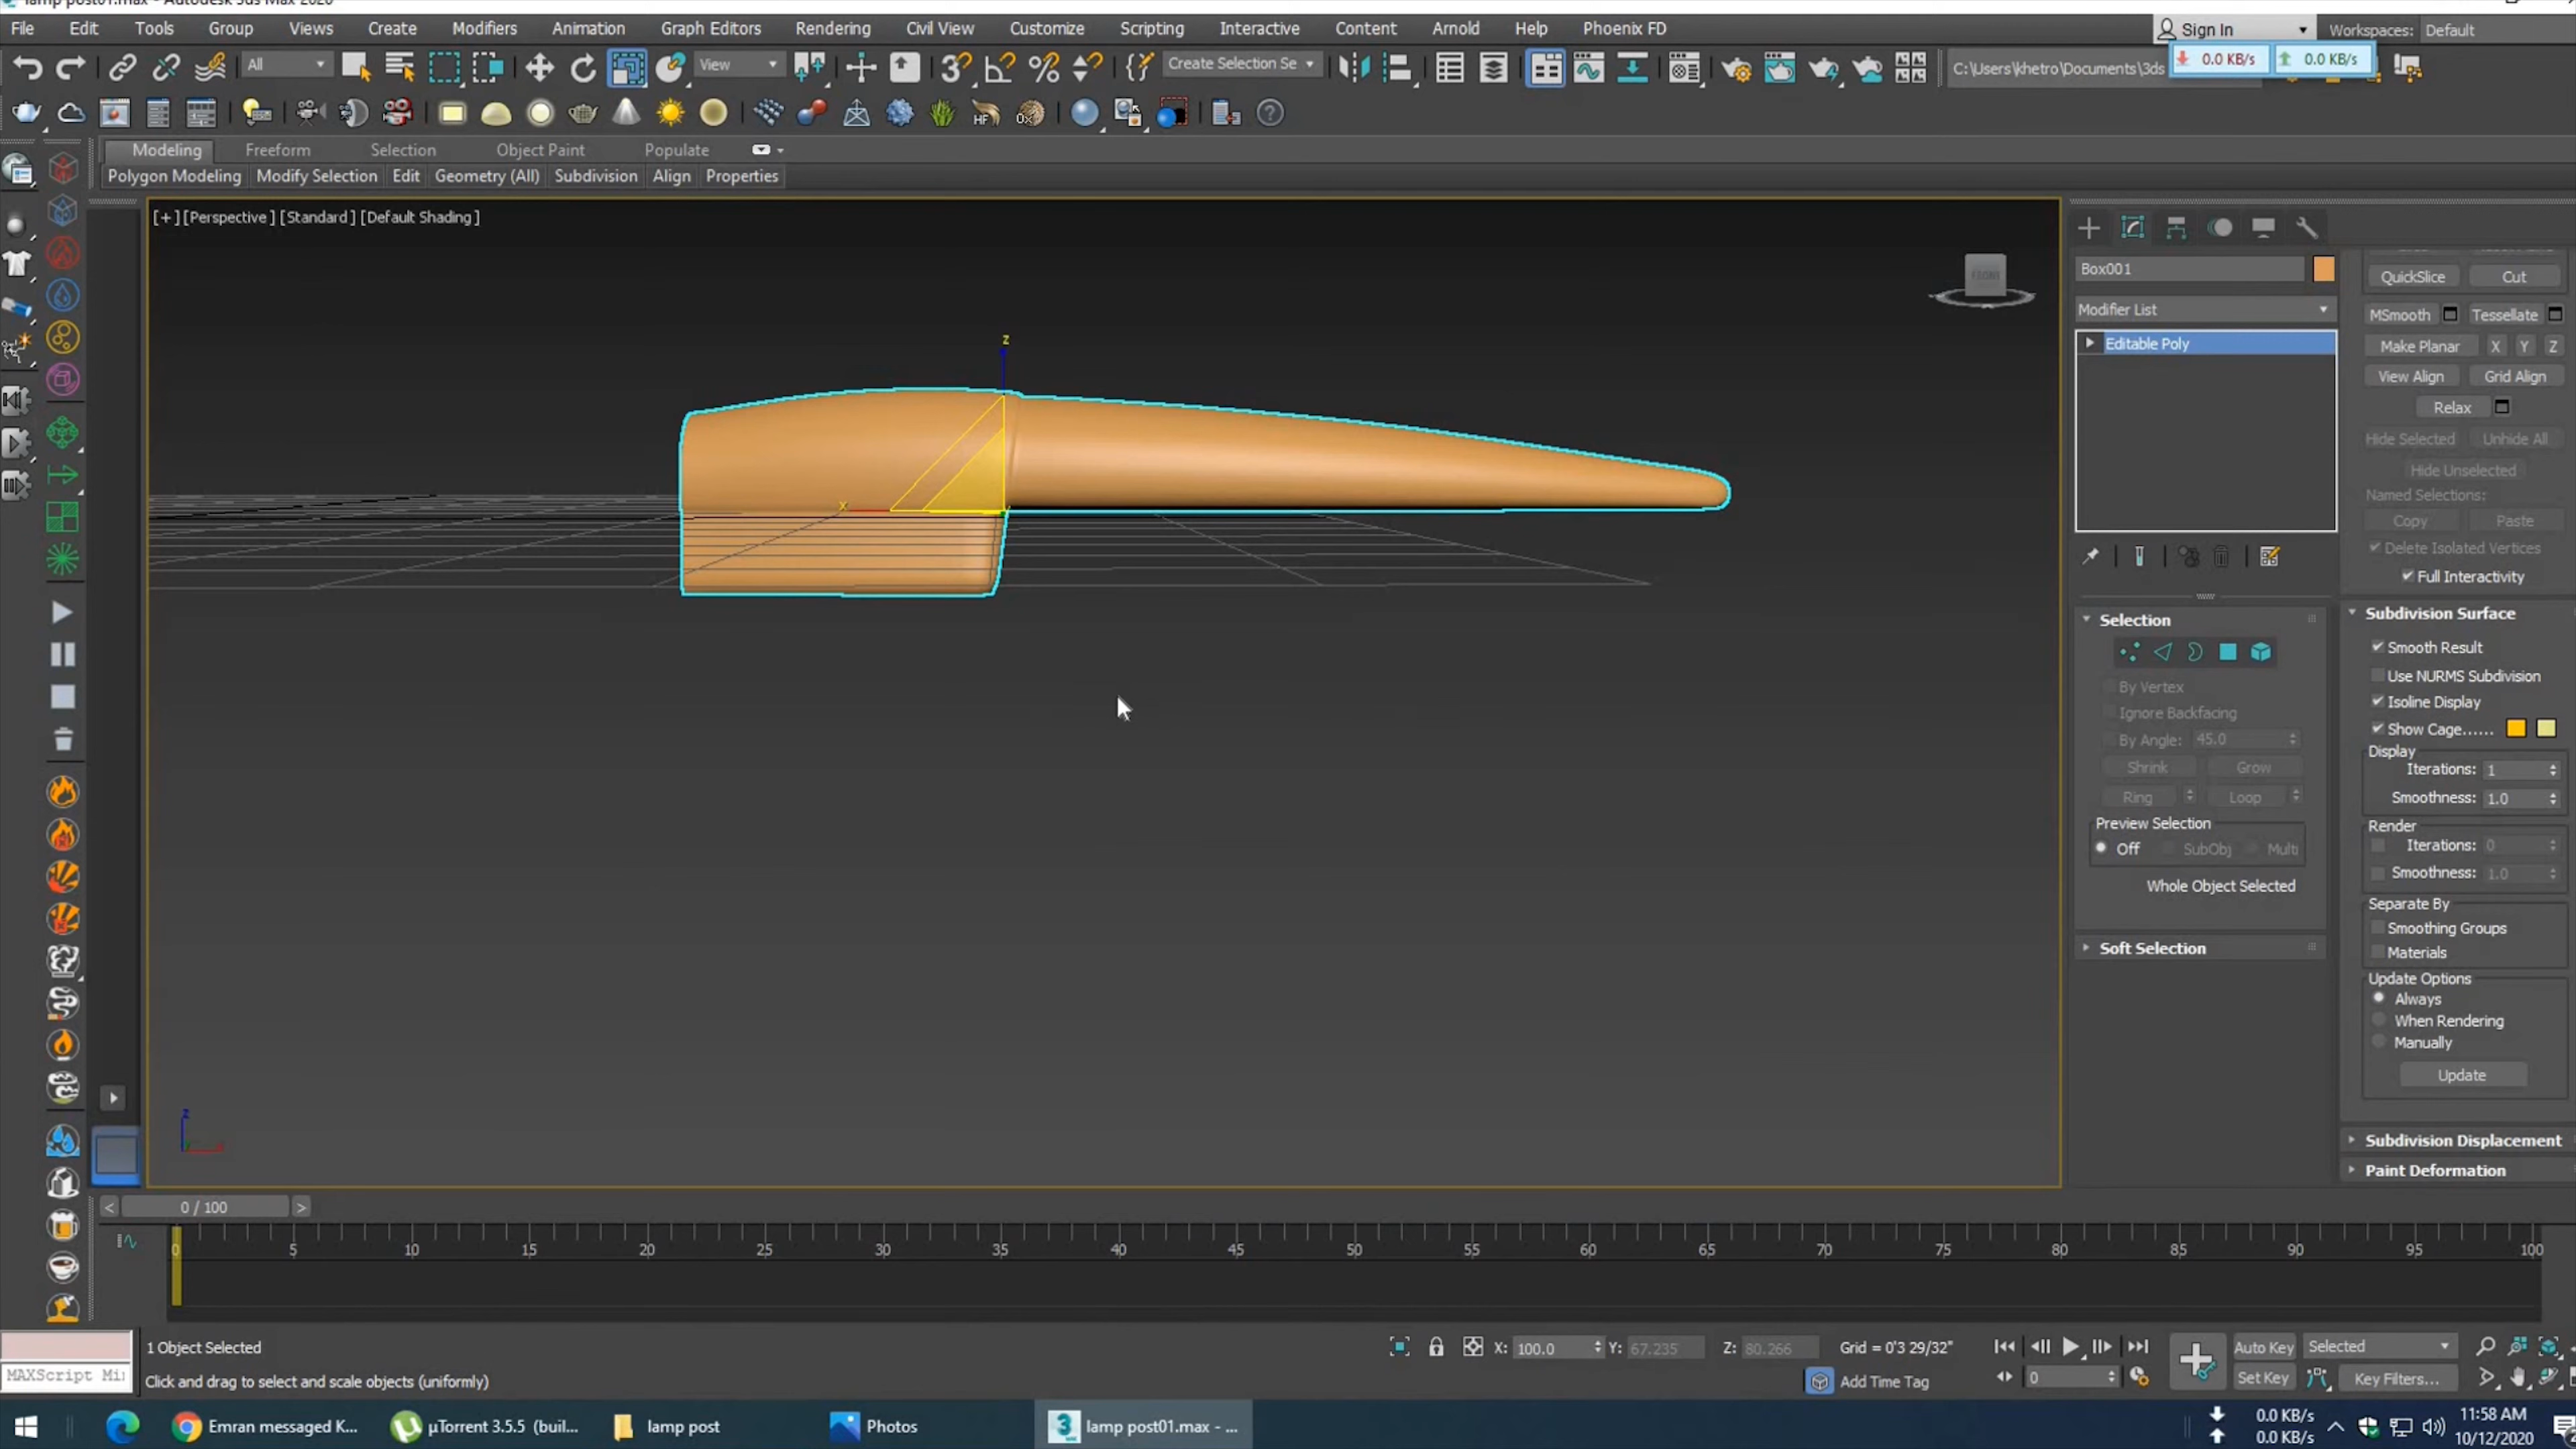 lamp post01.max - Autodesk 3ds Max 2020
File Edit Tools Group Views Create Modifiers Animation Graph Editors Rendering Civil View Customize Scripting Interactive Content Arnold Help Phoenix FD Sign In Workspaces: Default
All View Create Selection Se C:\Users\khetro\Documents\3ds 0.0 KB/s 0.0 KB/s
Modeling Freeform Selection Object Paint Populate
Polygon Modeling Modify Selection Edit Geometry (All) Subdivision Align Properties
[+] [Perspective ] [Standard ] [Default Shading ]
z
x
FRONT
z
Box001
Modifier List
Editable Poly
Selection
By Vertex
Ignore Backfacing
By Angle: 45.0
Shrink Grow
Ring Loop
Preview Selection
Off SubObj Multi
Whole Object Selected
Soft Selection
QuickSlice Cut
MSmooth Tessellate
Make Planar X Y Z
View Align Grid Align
Relax
Hide Selected Unhide All
Hide Unselected
Named Selections:
Copy Paste
Delete Isolated Vertices
Full Interactivity
Subdivision Surface
Smooth Result
Use NURMS Subdivision
Isoline Display
Show Cage......
Display
Iterations: 1
Smoothness: 1.0
Render
Iterations: 0
Smoothness: 1.0
Separate By
Smoothing Groups
Materials
Update Options
Always
When Rendering
Manually
Update
Subdivision Displacement
Paint Deformation
< 0 / 100 >
0 5 10 15 20 25 30 35 40 45 50 55 60 65 70 75 80 85 90 95 100
1 Object Selected X: 100.0 Y: 67.235 Z: 80.266 Grid = 0'3 29/32" Auto Key Selected
MAXScript Mi Click and drag to select and scale objects (uniformly) Add Time Tag 0 Set Key Key Filters...
Emran messaged K... µTorrent 3.5.5 (buil... lamp post Photos lamp post01.max - ... 0.0 KB/s 11:58 AM
0.0 KB/s 10/12/2020